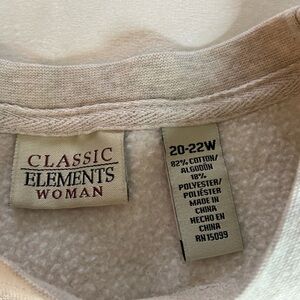 CLASSIC
ELEMENTS
WOMAN
20-22W
82% COTTON/
ALGODÓN
18%
POLYESTER/
POLIÉSTER
MADE IN
CHINA
HECHO EN
CHINA
RN 15099